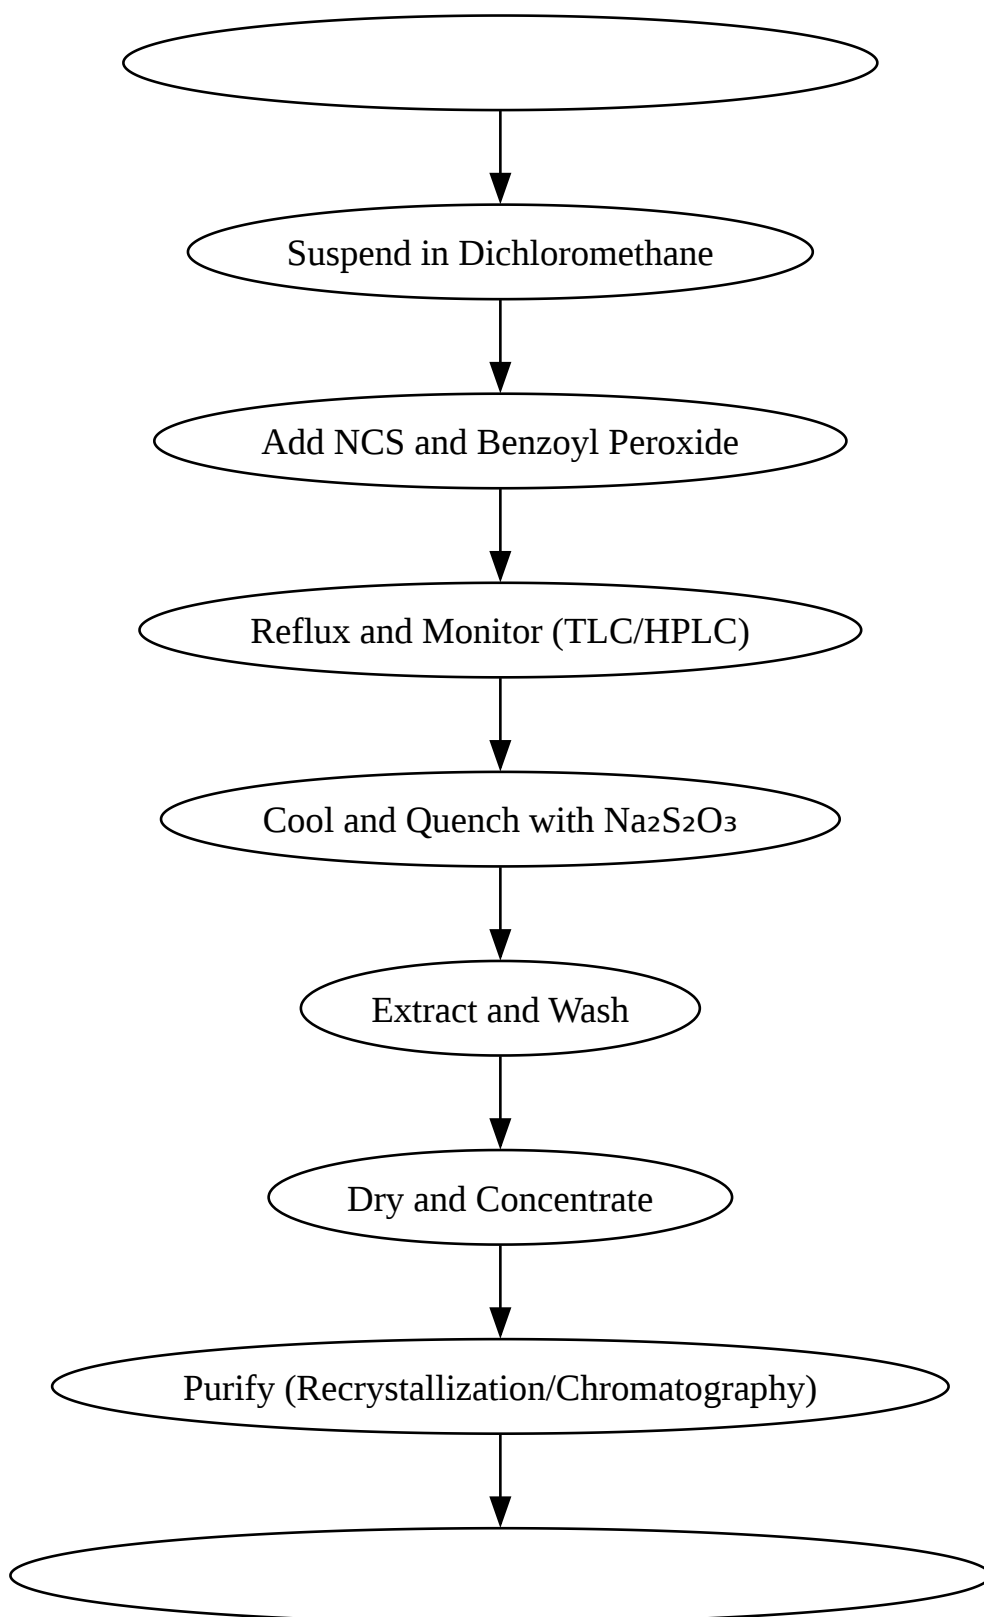 Suspend in Dichloromethane
Add NCS and Benzoyl Peroxide
Reflux and Monitor (TLC/HPLC)
Cool and Quench with Na₂S₂O₃
Extract and Wash
Dry and Concentrate
Purify (Recrystallization/Chromatography)